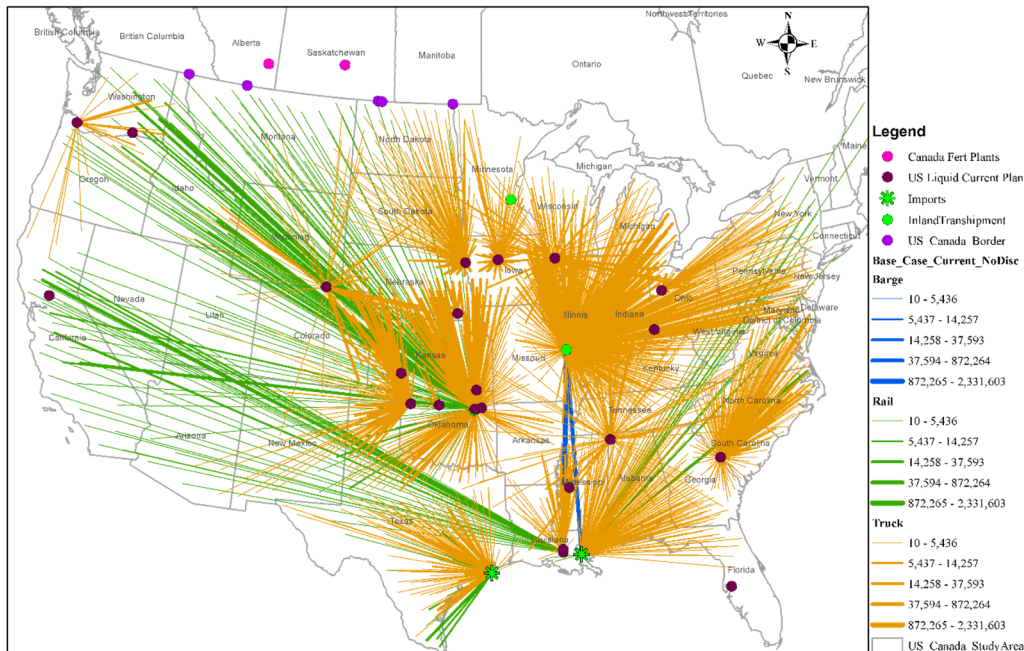 Northwest Territories
British Columbia
British Columbia
Alberta
Saskatchewan
Manitoba
Ontario
Quebec
New Brunswick
N
W E
S
Washington
Montana
North Dakota
Minnesota
Michigan
Maine
Vermont
Oregon
Idaho
South Dakota
Wisconsin
Michigan
New York
Connecticut
Wyoming
Iowa
Nebraska
Pennsylvania
New Jersey
Nevada
Utah
Illinois
Indiana
Ohio
Maryland
Delaware
District of Columbia
West Virginia
California
Colorado
Kansas
Missouri
Kentucky
Virginia
North Carolina
Tennessee
Arizona
New Mexico
Oklahoma
Arkansas
South Carolina
Mississippi
Alabama
Georgia
Texas
Louisiana
Florida
Legend
Canada Fert Plants
US Liquid Current Plan
Imports
InlandTranshipment
US_Canada_Border
Base_Case_Current_NoDisc
Barge
10 - 5,436
5,437 - 14,257
14,258 - 37,593
37,594 - 872,264
872,265 - 2,331,603
Rail
10 - 5,436
5,437 - 14,257
14,258 - 37,593
37,594 - 872,264
872,265 - 2,331,603
Truck
10 - 5,436
5,437 - 14,257
14,258 - 37,593
37,594 - 872,264
872,265 - 2,331,603
US_Canada_StudyArea